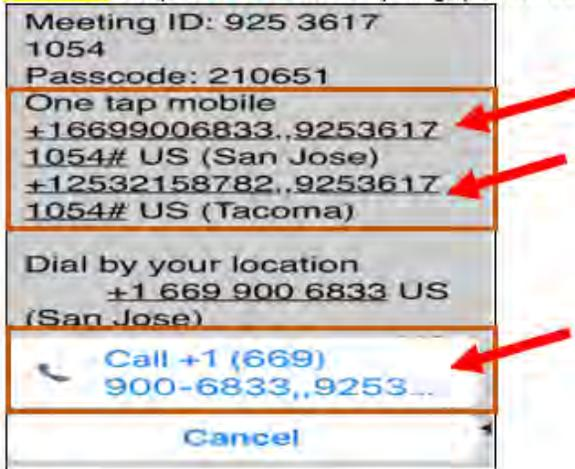 Meeting ID: 925 3617
1054
Passcode: 210651
One tap mobile
+16699006833,,9253617
1054# US (San Jose)
+12532158782,,9253617
1054# US (Tacoma)
Dial by your location
+1 669 900 6833 US
(San Jose)
Call +1 (669)
900-6833,,9253...
Cancel